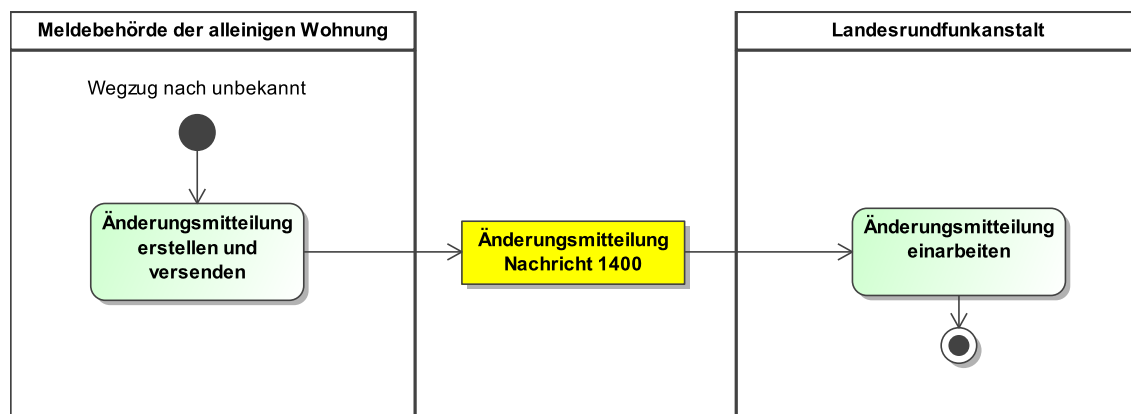 Meldebehörde der alleinigen Wohnung
Landesrundfunkanstalt
Wegzug nach unbekannt
Änderungsmitteilung
erstellen und
versenden
Änderungsmitteilung
Nachricht 1400
Änderungsmitteilung
einarbeiten